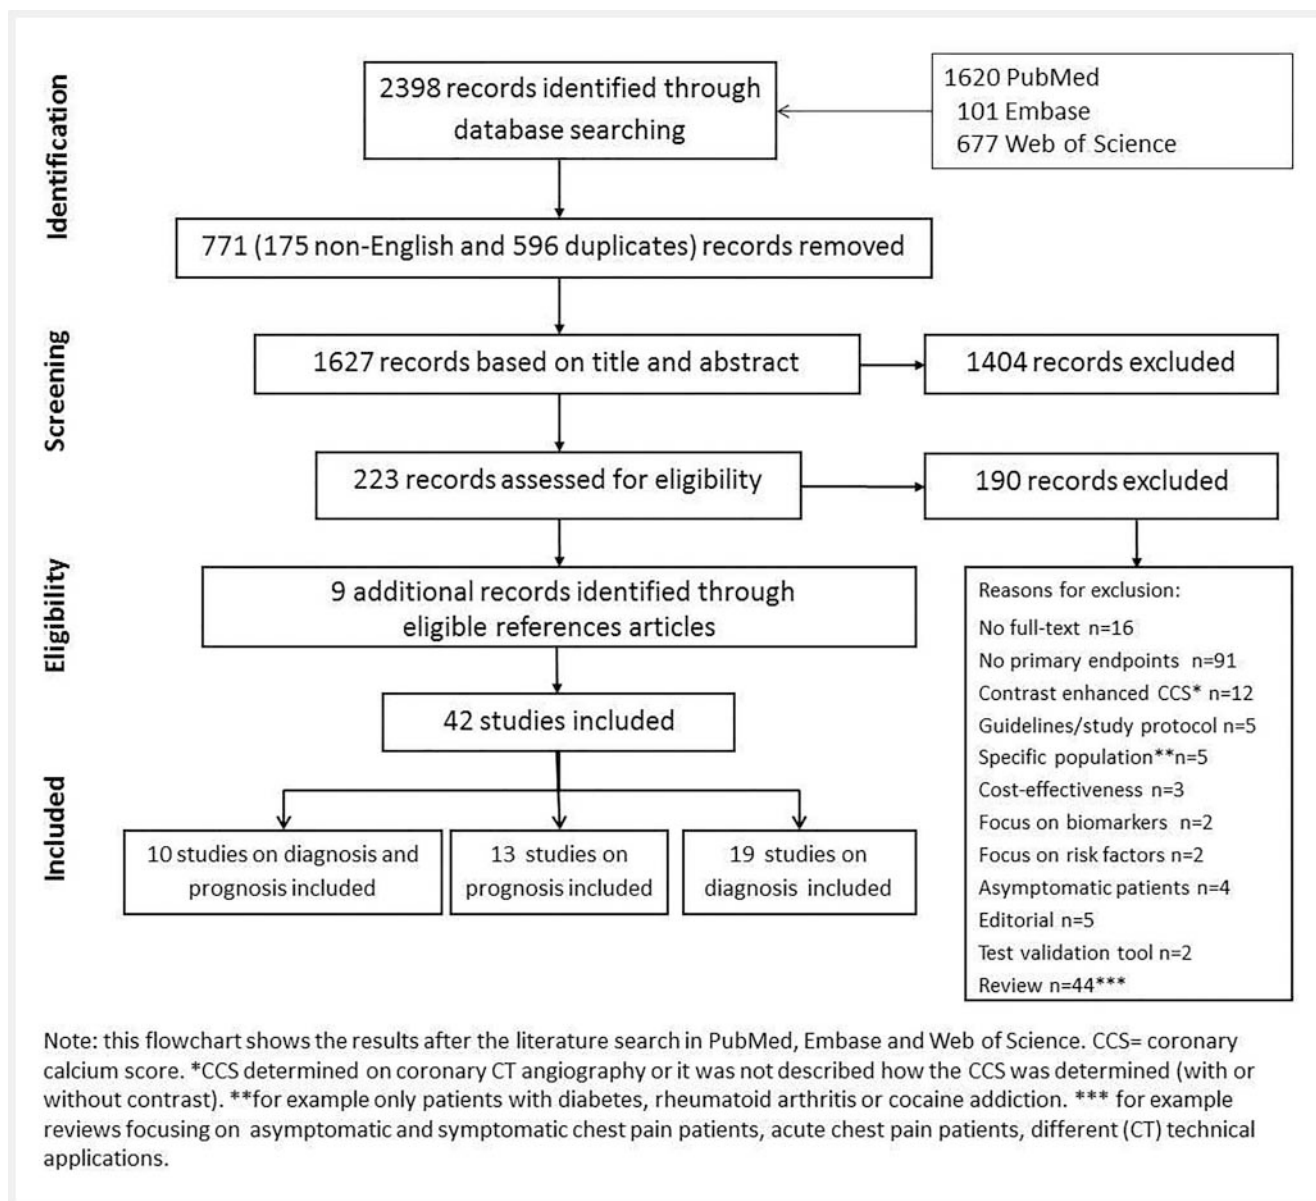 Identification
2398 records identified through
database searching
1620 PubMed
101 Embase
677 Web of Science
771 (175 non-English and 596 duplicates) records removed
Screening
1627 records based on title and abstract
1404 records excluded
223 records assessed for eligibility
190 records excluded
Eligibility
9 additional records identified through
eligible references articles
42 studies included
Reasons for exclusion:
No full-text n=16
No primary endpoints n=91
Contrast enhanced CCS* n=12
Guidelines/study protocol n=5
Specific population**n=5
Cost-effectiveness n=3
Focus on biomarkers n=2
Focus on risk factors n=2
Asymptomatic patients n=4
Editorial n=5
Test validation tool n=2
Review n=44***
Included
10 studies on diagnosis and
prognosis included
13 studies on
prognosis included
19 studies on
diagnosis included
Note: this flowchart shows the results after the literature search in PubMed, Embase and Web of Science. CCS= coronary
calcium score. *CCS determined on coronary CT angiography or it was not described how the CCS was determined (with or
without contrast). **for example only patients with diabetes, rheumatoid arthritis or cocaine addiction. *** for example
reviews focusing on asymptomatic and symptomatic chest pain patients, acute chest pain patients, different (CT) technical
applications.